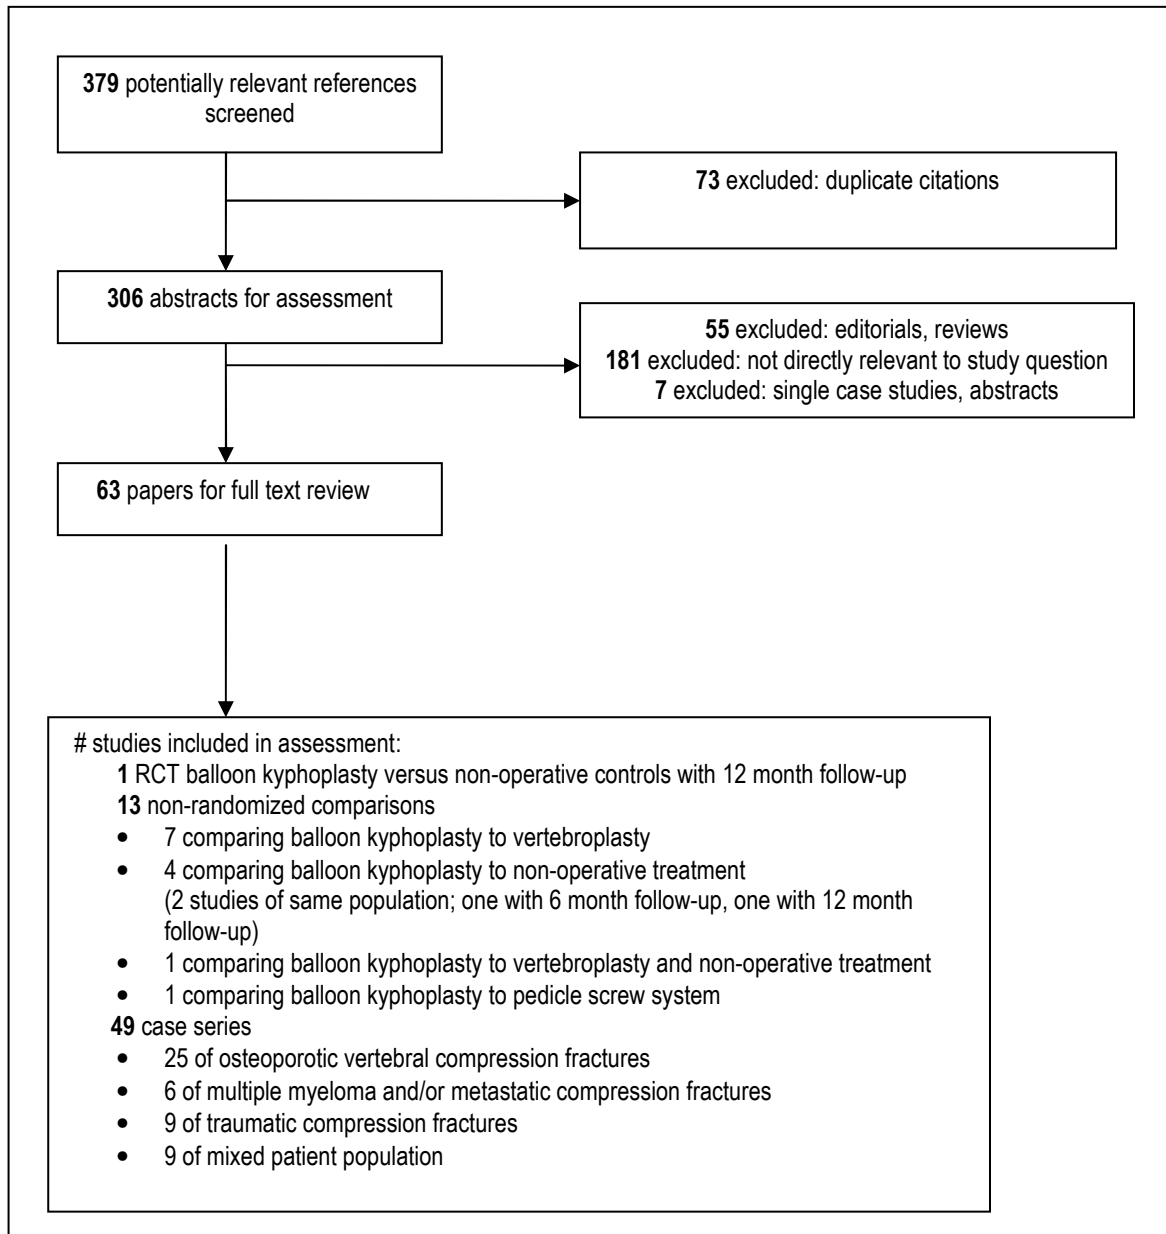 379 potentially relevant references
screened
73 excluded: duplicate citations
306 abstracts for assessment
55 excluded: editorials, reviews
181 excluded: not directly relevant to study question
7 excluded: single case studies, abstracts
63 papers for full text review
# studies included in assessment:
1 RCT balloon kyphoplasty versus non-operative controls with 12 month follow-up
13 non-randomized comparisons
• 7 comparing balloon kyphoplasty to vertebroplasty
• 4 comparing balloon kyphoplasty to non-operative treatment
(2 studies of same population; one with 6 month follow-up, one with 12 month
follow-up)
• 1 comparing balloon kyphoplasty to vertebroplasty and non-operative treatment
• 1 comparing balloon kyphoplasty to pedicle screw system
49 case series
• 25 of osteoporotic vertebral compression fractures
• 6 of multiple myeloma and/or metastatic compression fractures
• 9 of traumatic compression fractures
• 9 of mixed patient population